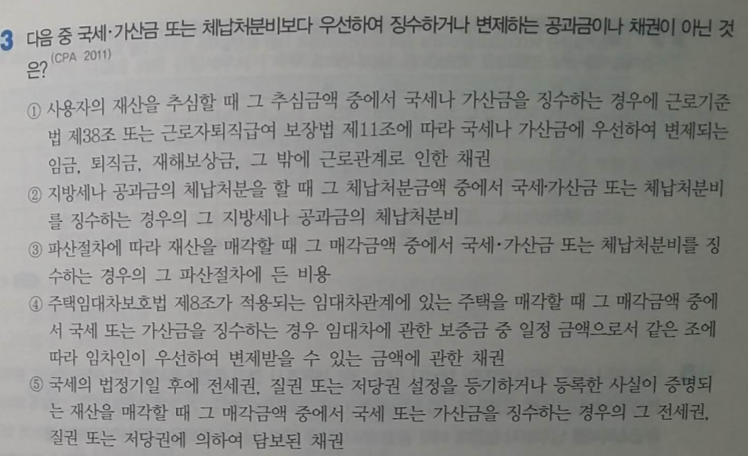 3 다음 중 국세·가산금 또는 체납처분비보다 우선하여 징수하거나 변제하는 공과금이나 채권이 아닌 것
은? (CPA 2011)
① 사용자의 재산을 추심할 때 그 추심금액 중에서 국세나 가산금을 징수하는 경우에 근로기준
법 제38조 또는 근로자퇴직급여 보장법 제11조에 따라 국세나 가산금에 우선하여 변제되는
임금, 퇴직금, 재해보상금, 그 밖에 근로관계로 인한 채권
② 지방세나 공과금의 체납처분을 할 때 그 체납처분금액 중에서 국세·가산금 또는 체납처분비
를 징수하는 경우의 그 지방세나 공과금의 체납처분비
③ 파산절차에 따라 재산을 매각할 때 그 매각금액 중에서 국세·가산금 또는 체납처분비를 징
수하는 경우의 그 파산절차에 든 비용
④ 주택임대차보호법 제8조가 적용되는 임대차관계에 있는 주택을 매각할 때 그 매각금액 중에
서 국세 또는 가산금을 징수하는 경우 임대차에 관한 보증금 중 일정 금액으로서 같은 조에
따라 임차인이 우선하여 변제받을 수 있는 금액에 관한 채권
⑤ 국세의 법정기일 후에 전세권, 질권 또는 저당권 설정을 등기하거나 등록한 사실이 증명되
는 재산을 매각할 때 그 매각금액 중에서 국세 또는 가산금을 징수하는 경우의 그 전세권,
질권 또는 저당권에 의하여 담보된 채권